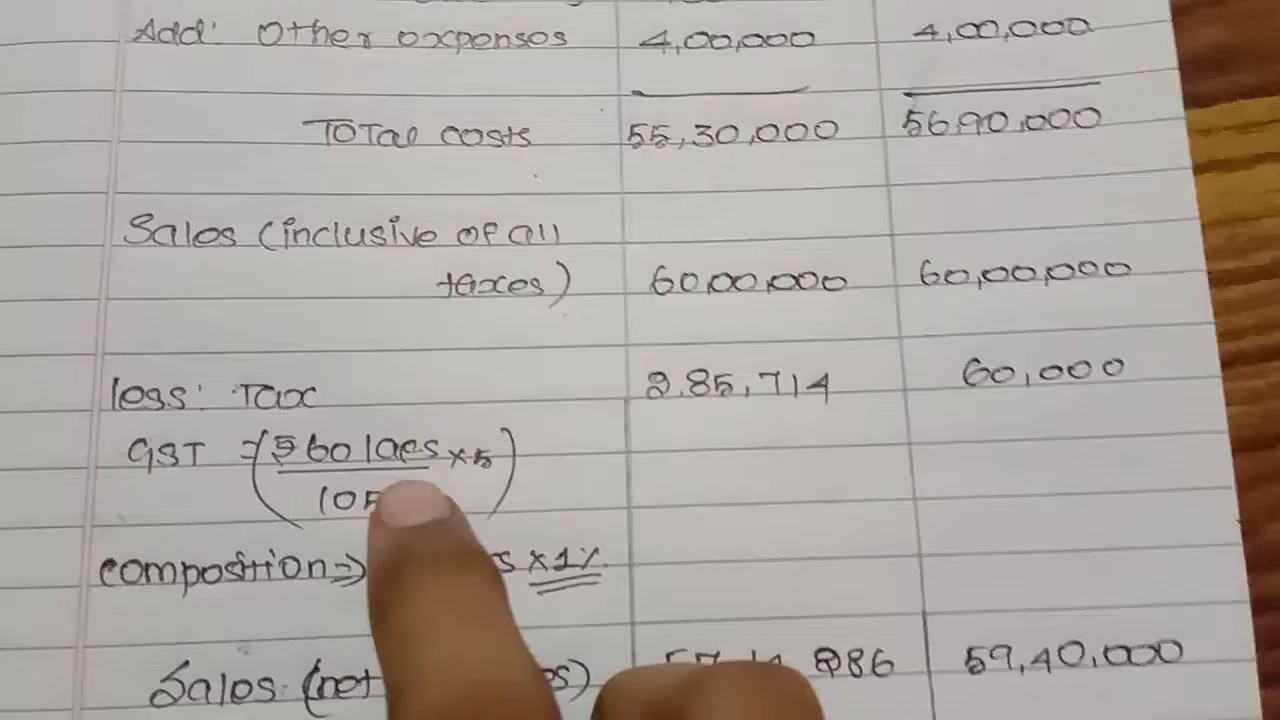 Add: Other expenses 4,00,000 4,00,000
Total costs 55,30,000 5690,000
Sales (inclusive of all
taxes) 60,00,000 60,00,000
less: Tax 2,85,714 60,000
GST = ( 60 lacs × 5 )
105
composition ⇒ × 1%
Sales (net 286 59,40,000